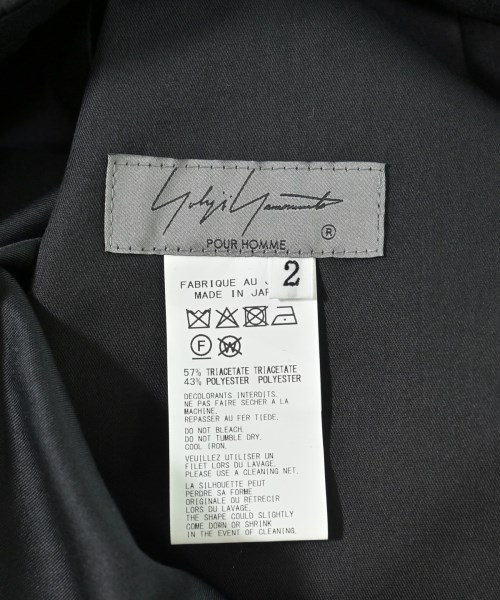 Yohji Yamamoto
®
POUR HOMME
2
FABRIQUE AU
MADE IN JAP
F
W
57% TRIACETATE TRIACETATE
43% POLYESTER POLYESTER
DECOLORANTS INTERDITS.
NE PAS FAIRE SECHER A LA
MACHINE.
REPASSER AU FER TIEDE.
DO NOT BLEACH.
DO NOT TUMBLE DRY.
COOL IRON.
VEUILLEZ UTILISER UN
FILET LORS DU LAVAGE.
PLEASE USE A CLEANING NET.
LA SILHOUETTE PEUT
PERDRE SA FORME
ORIGINALE OU RETRECIR
LORS DU LAVAGE.
THE SHAPE COULD SLIGHTLY
COME DOWN OR SHRINK
IN THE EVENT OF CLEANING.